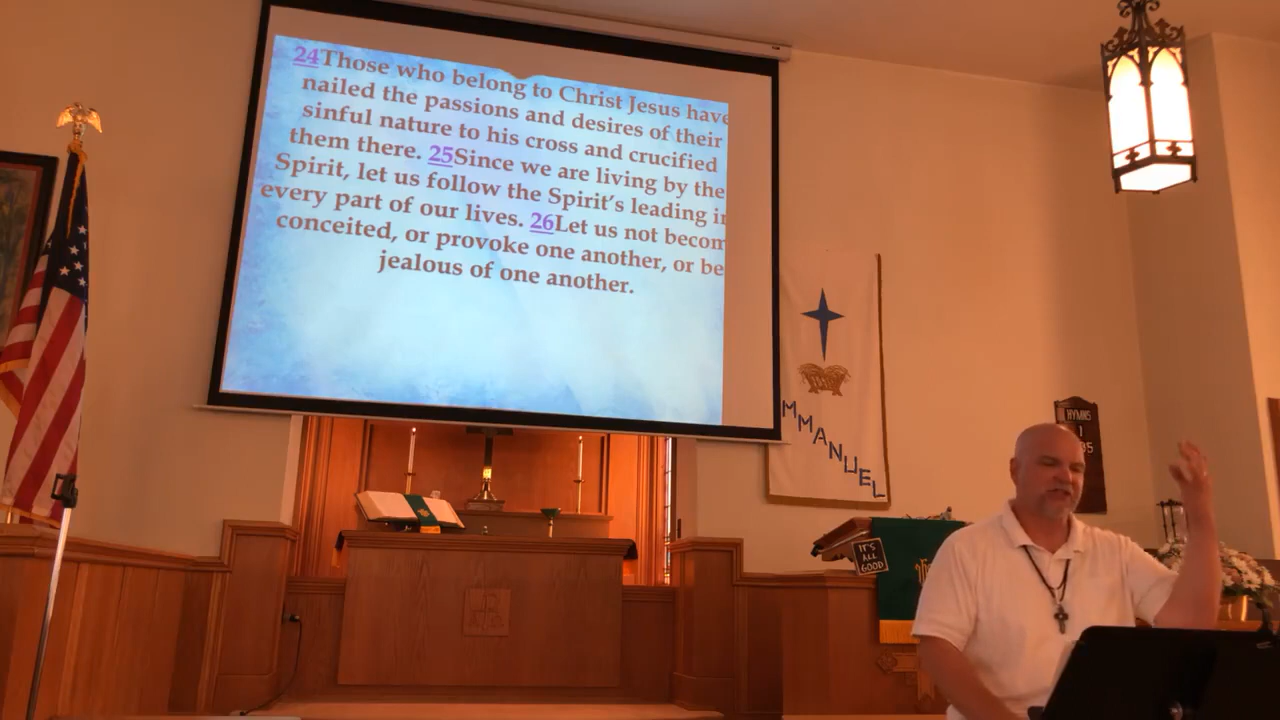 24Those who belong to Christ Jesus have
nailed the passions and desires of their
sinful nature to his cross and crucified
them there. 25Since we are living by the
Spirit, let us follow the Spirit's leading in
every part of our lives. 26Let us not becom
conceited, or provoke one another, or be
jealous of one another.
MMANUEL
HYMNS
1
35
IT'S
ALL
GOOD